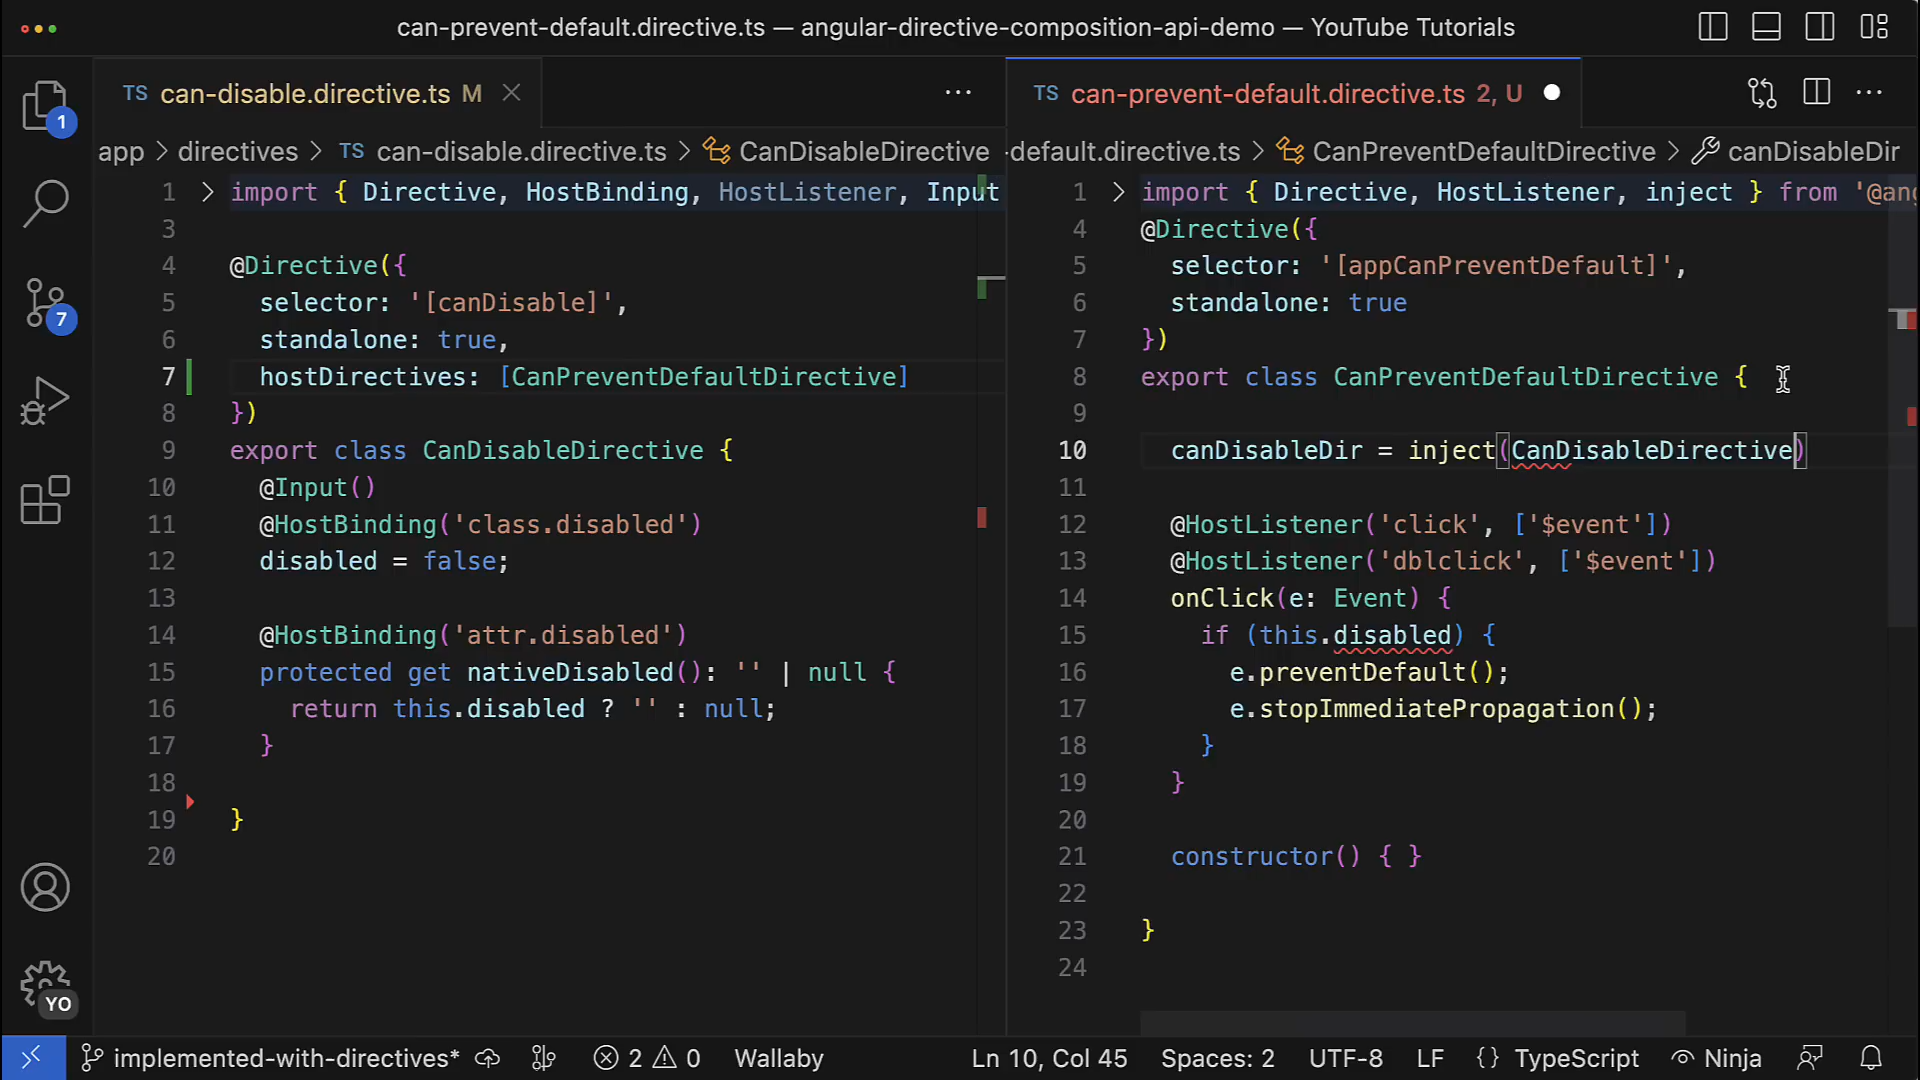 can-prevent-default.directive.ts — angular-directive-composition-api-demo — YouTube Tutorials
TS can-disable.directive.ts M
app > directives > TS can-disable.directive.ts > CanDisableDirective
1 > import { Directive, HostBinding, HostListener, Input
3
4 @Directive({
5 selector: '[canDisable]',
6 standalone: true,
7 hostDirectives: [CanPreventDefaultDirective]
8 })
9 export class CanDisableDirective {
10 @Input()
11 @HostBinding('class.disabled')
12 disabled = false;
13
14 @HostBinding('attr.disabled')
15 protected get nativeDisabled(): '' | null {
16 return this.disabled ? '' : null;
17 }
18
19 }
20
TS can-prevent-default.directive.ts 2, U
-default.directive.ts > CanPreventDefaultDirective > canDisableDir
1 > import { Directive, HostListener, inject } from '@ang
4 @Directive({
5 selector: '[appCanPreventDefault]',
6 standalone: true
7 })
8 export class CanPreventDefaultDirective {
9
10 canDisableDir = inject(CanDisableDirective)
11
12 @HostListener('click', ['$event'])
13 @HostListener('dblclick', ['$event'])
14 onClick(e: Event) {
15 if (this.disabled) {
16 e.preventDefault();
17 e.stopImmediatePropagation();
18 }
19 }
20
21 constructor() { }
22
23 }
24
1
7
YO
implemented-with-directives* 2 0 Wallaby Ln 10, Col 45 Spaces: 2 UTF-8 LF {} TypeScript Ninja